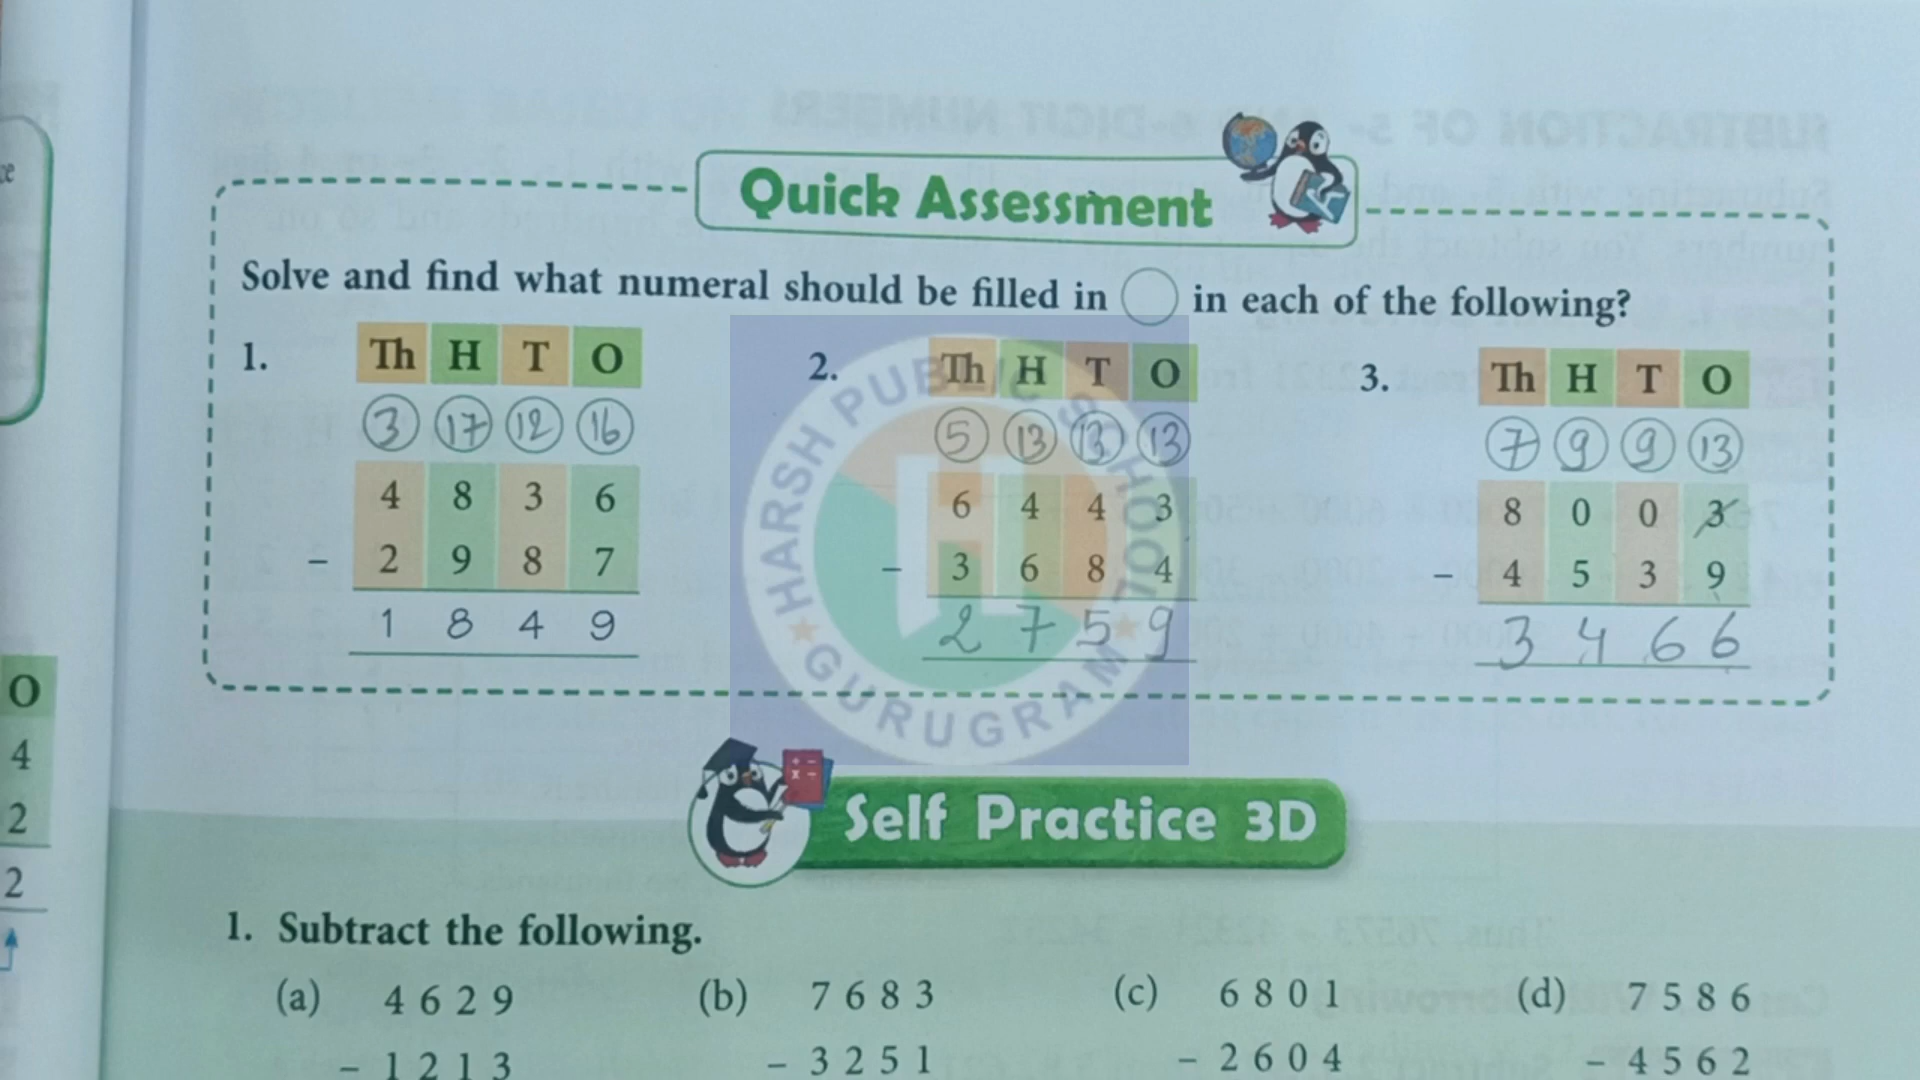 Quick Assessment
Solve and find what numeral should be filled in ◯ in each of the following?
1. Th H T O
3 17 12 16
4 8 3 6
– 2 9 8 7
1 8 4 9
2. Th H T O
5 13 13 13
6 4 4 3
– 3 6 8 4
2 7 5 9
3. Th H T O
7 9 9 13
8 0 0 3
– 4 5 3 9
3 4 6 6
HARSH PUBLIC SCHOOL
GURUGRAM
O
4
2
2
Self Practice 3D
1. Subtract the following.
(a) 4 6 2 9 (b) 7 6 8 3 (c) 6 8 0 1 (d) 7 5 8 6
– 1 2 1 3 – 3 2 5 1 – 2 6 0 4 – 4 5 6 2